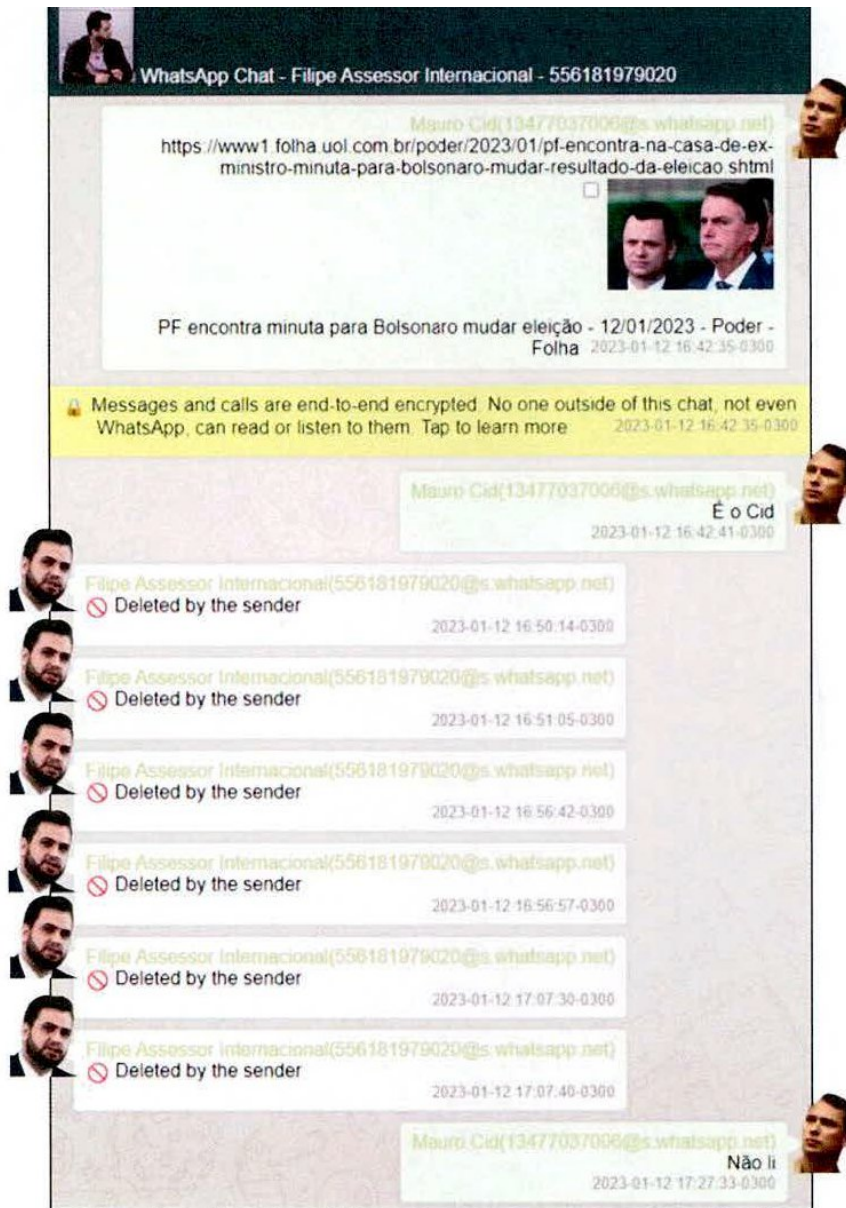 WhatsApp Chat - Filipe Assessor Internacional - 556181979020
Mauro Cid(13477037006@s.whatsapp.net)
https://www1.folha.uol.com.br/poder/2023/01/pf-encontra-na-casa-de-ex-
ministro-minuta-para-bolsonaro-mudar-resultado-da-eleicao.shtml
PF encontra minuta para Bolsonaro mudar eleição - 12/01/2023 - Poder -
Folha 2023-01-12 16:42:35-0300
Messages and calls are end-to-end encrypted. No one outside of this chat, not even
WhatsApp, can read or listen to them. Tap to learn more 2023-01-12 16:42:35-0300
Mauro Cid(13477037006@s.whatsapp.net)
É o Cid
2023-01-12 16:42:41-0300
Filipe Assessor Internacional(556181979020@s.whatsapp.net)
Deleted by the sender
2023-01-12 16:50:14-0300
Filipe Assessor Internacional(556181979020@s.whatsapp.net)
Deleted by the sender
2023-01-12 16:51:05-0300
Filipe Assessor Internacional(556181979020@s.whatsapp.net)
Deleted by the sender
2023-01-12 16:56:42-0300
Filipe Assessor Internacional(556181979020@s.whatsapp.net)
Deleted by the sender
2023-01-12 16:56:57-0300
Filipe Assessor Internacional(556181979020@s.whatsapp.net)
Deleted by the sender
2023-01-12 17:07:30-0300
Filipe Assessor Internacional(556181979020@s.whatsapp.net)
Deleted by the sender
2023-01-12 17:07:40-0300
Mauro Cid(13477037006@s.whatsapp.net)
Não li
2023-01-12 17:27:33-0300